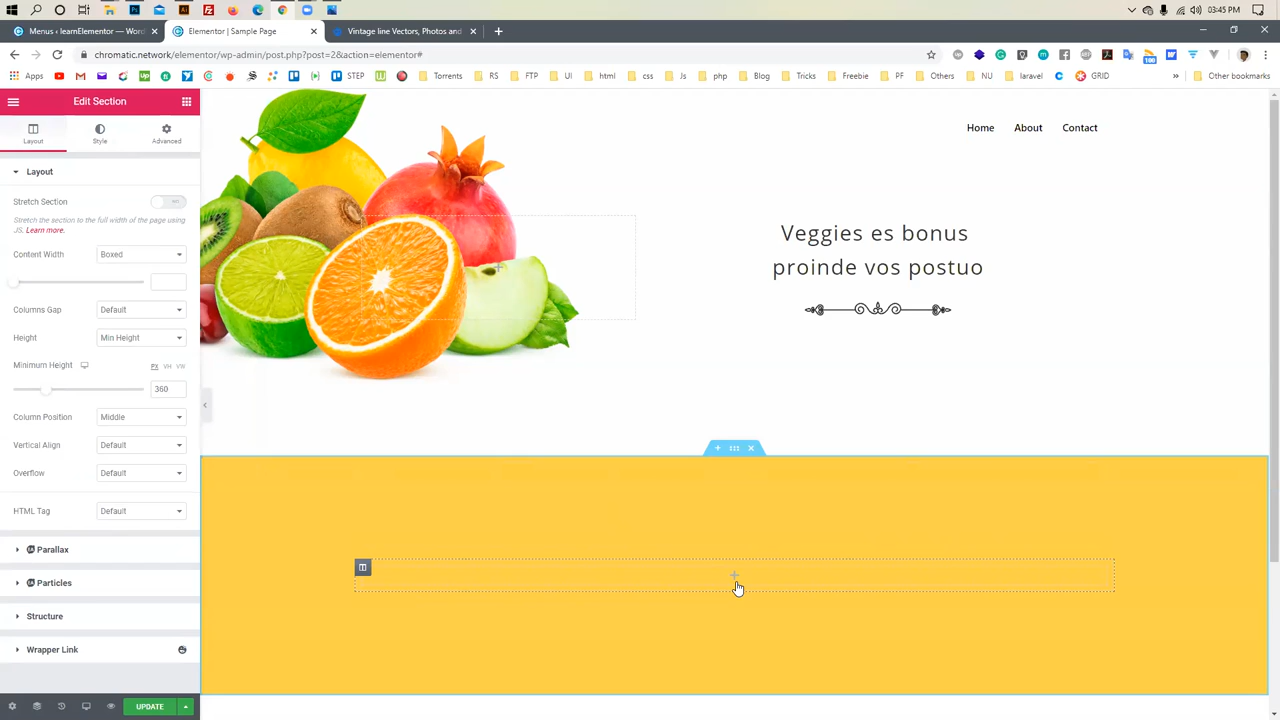 Menus ‹ learnElementor — Word
Elementor | Sample Page
Vintage line Vectors, Photos and
03:45 PM
chromatic.network/elementor/wp-admin/post.php?post=2&action=elementor#
Apps
STEP
Torrents
RS
FTP
UI
html
css
Js
php
Blog
Tricks
Freebie
PF
Others
NU
laravel
GRID
Other bookmarks
Edit Section
Layout
Style
Advanced
Layout
Stretch Section
Stretch the section to the full width of the page using
JS. Learn more.
Content Width
Boxed
Columns Gap
Default
Height
Min Height
Minimum Height
PX VH VW
360
Column Position
Middle
Vertical Align
Default
Overflow
Default
HTML Tag
Default
Parallax
Particles
Structure
Wrapper Link
UPDATE
Home
About
Contact
Veggies es bonus
proinde vos postuo